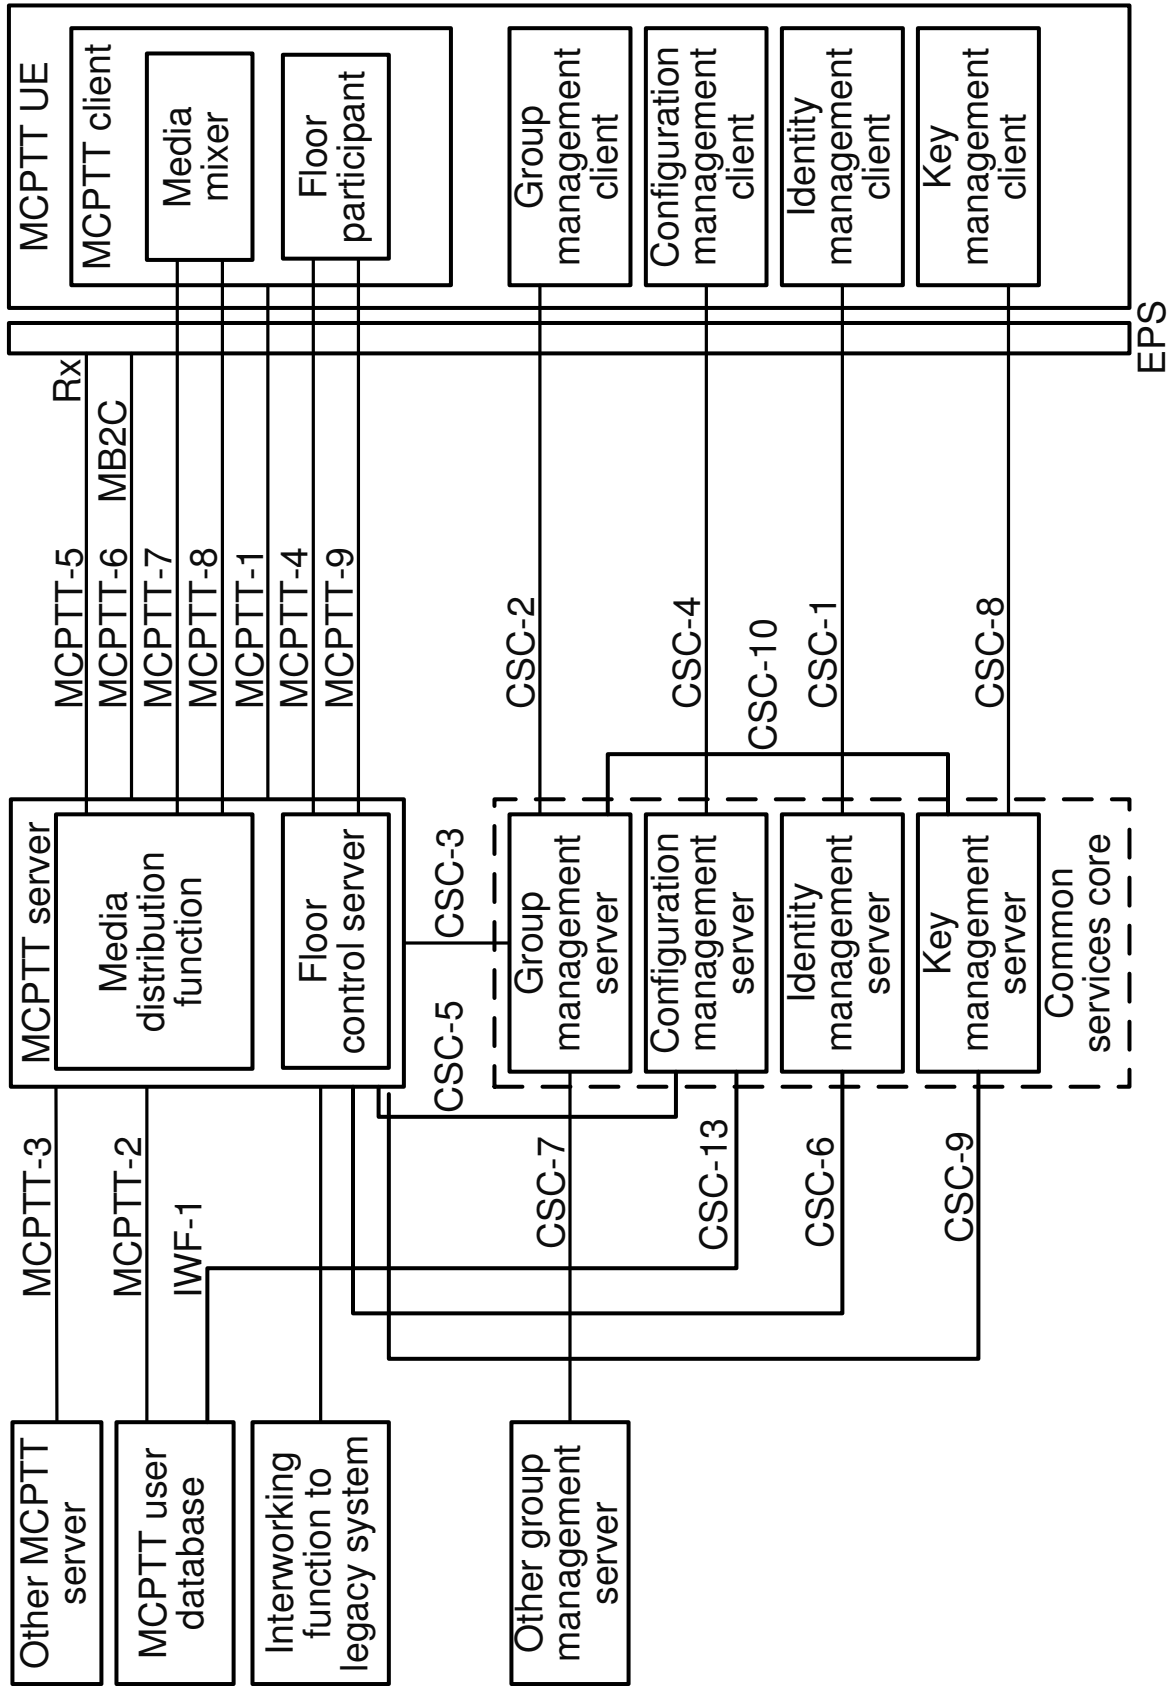 Other MCPTT
server
MCPTT user
database
Interworking
function to
legacy system
Other group
management
server
MCPTT-3
MCPTT-2
IWF-1
CSC-7
CSC-13
CSC-6
CSC-9
MCPTT server
Media
distribution
function
Floor
control server
CSC-5
CSC-3
Group
management
server
Configuration
management
server
Identity
management
server
Key
management
server
Common
services core
MCPTT-5
Rx
MCPTT-6
MB2C
MCPTT-7
MCPTT-8
MCPTT-1
MCPTT-4
MCPTT-9
CSC-2
CSC-4
CSC-10
CSC-1
CSC-8
EPS
MCPTT UE
MCPTT client
Media
mixer
Floor
participant
Group
management
client
Configuration
management
client
Identity
management
client
Key
management
client